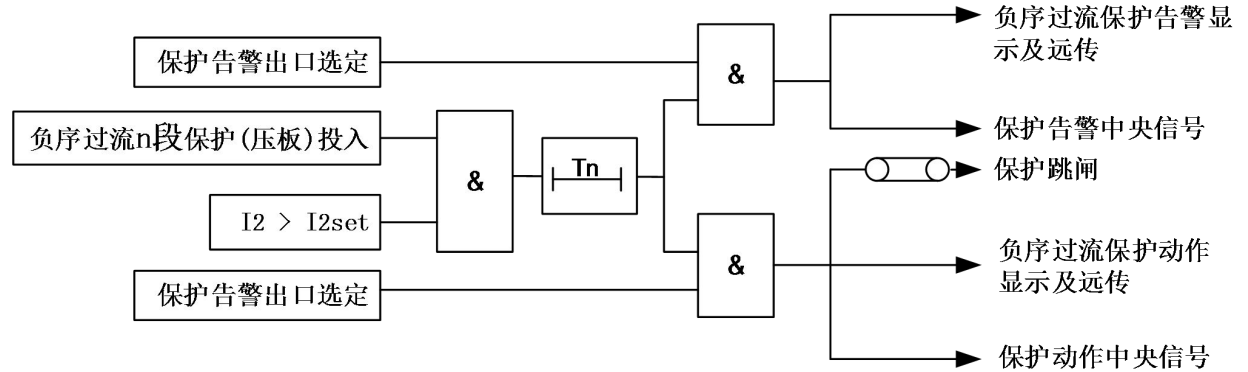 保护告警出口选定
负序过流n段保护(压板)投入
I2 > I2set
保护告警出口选定
&
Tn
&
&
负序过流保护告警显
示及远传
保护告警中央信号
保护跳闸
负序过流保护动作
显示及远传
保护动作中央信号